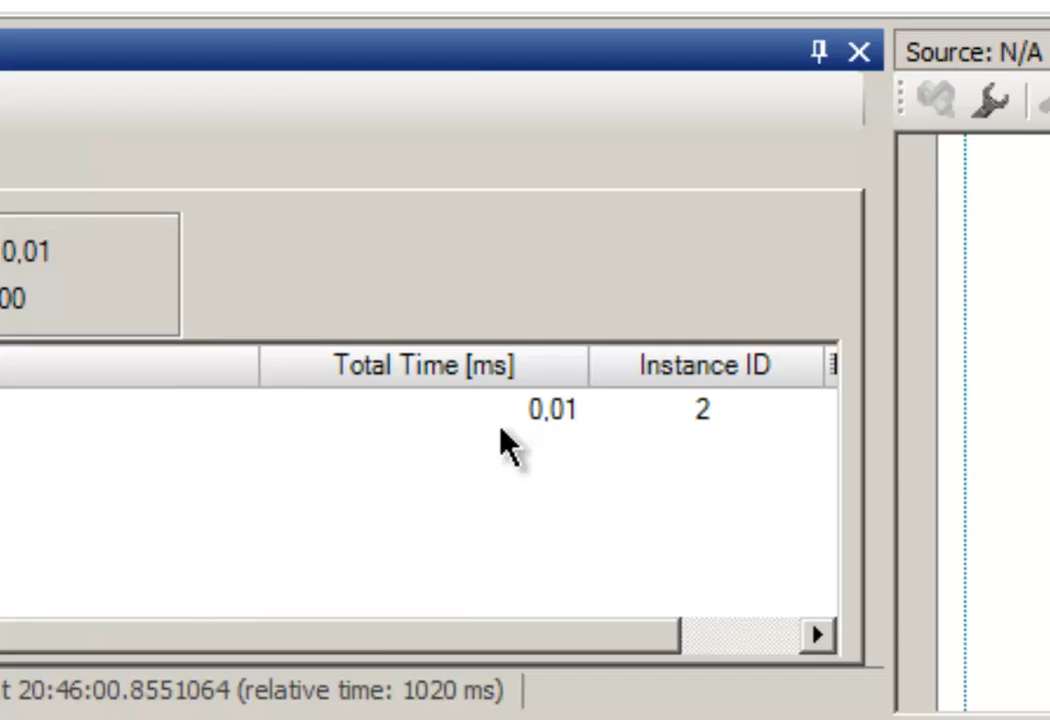 Source: N/A
0,01
00
Total Time [ms] Instance ID
0,01 2
t 20:46:00.8551064 (relative time: 1020 ms)